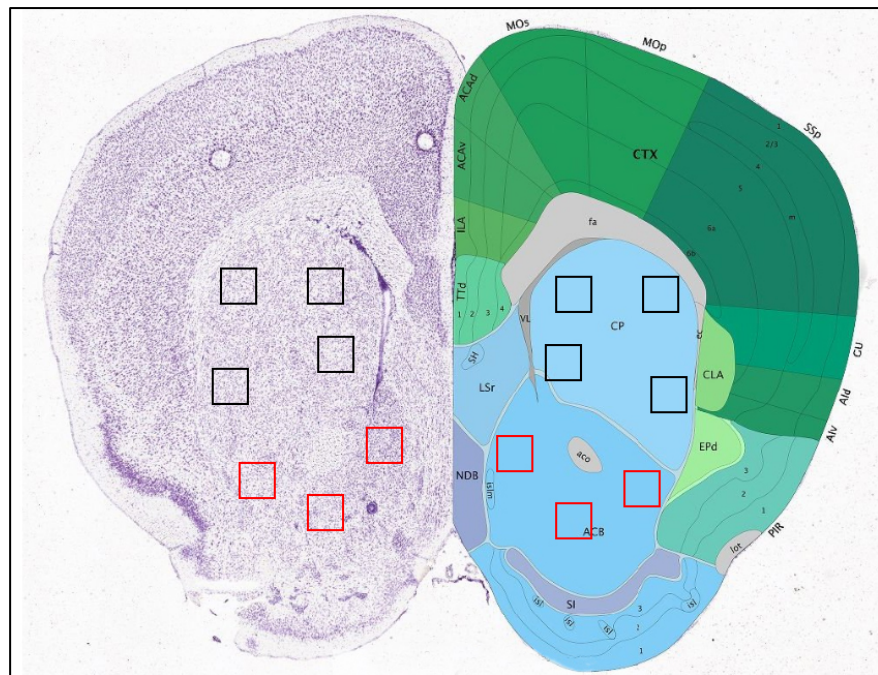 MOs
MOp
ACAd
SSp
1
2/3
ACAv
CTX
4
5
m
ILA
fa
6a
6b
TTd
1 2 3 4
VL
CP
cc
GU
SH
LSr
CLA
AId
AIv
NDB
aco
EPd
islm
3
2
1
ACB
PIR
lot
SI
isl
3
isl
isl
isl
2
1